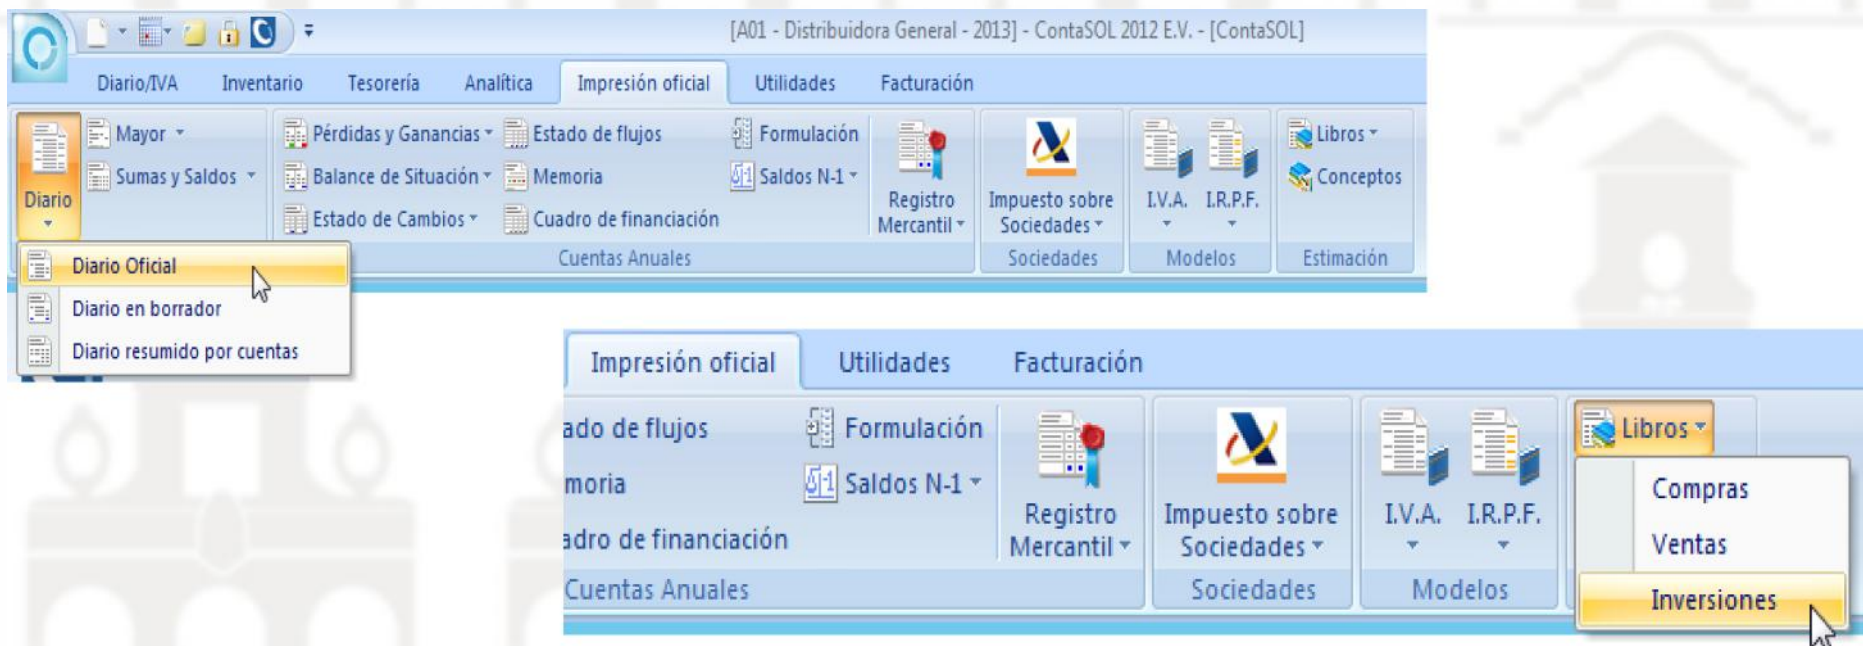 [A01 - Distribuidora General - 2013] - ContaSOL 2012 E.V. - [ContaSOL]
Diario/IVA Inventario Tesorería Analítica Impresión oficial Utilidades Facturación
Mayor Pérdidas y Ganancias Estado de flujos Formulación Libros
Sumas y Saldos Balance de Situación Memoria Saldos N-1 Conceptos
Diario Registro Impuesto sobre I.V.A. I.R.P.F.
Estado de Cambios Cuadro de financiación Mercantil Sociedades
Cuentas Anuales Sociedades Modelos Estimación
Diario Oficial
Diario en borrador
Diario resumido por cuentas
Impresión oficial Utilidades Facturación
ado de flujos Formulación Libros
moria Saldos N-1 Compras
Registro Impuesto sobre I.V.A. I.R.P.F.
adro de financiación Mercantil Sociedades Ventas
Cuentas Anuales Sociedades Modelos Inversiones